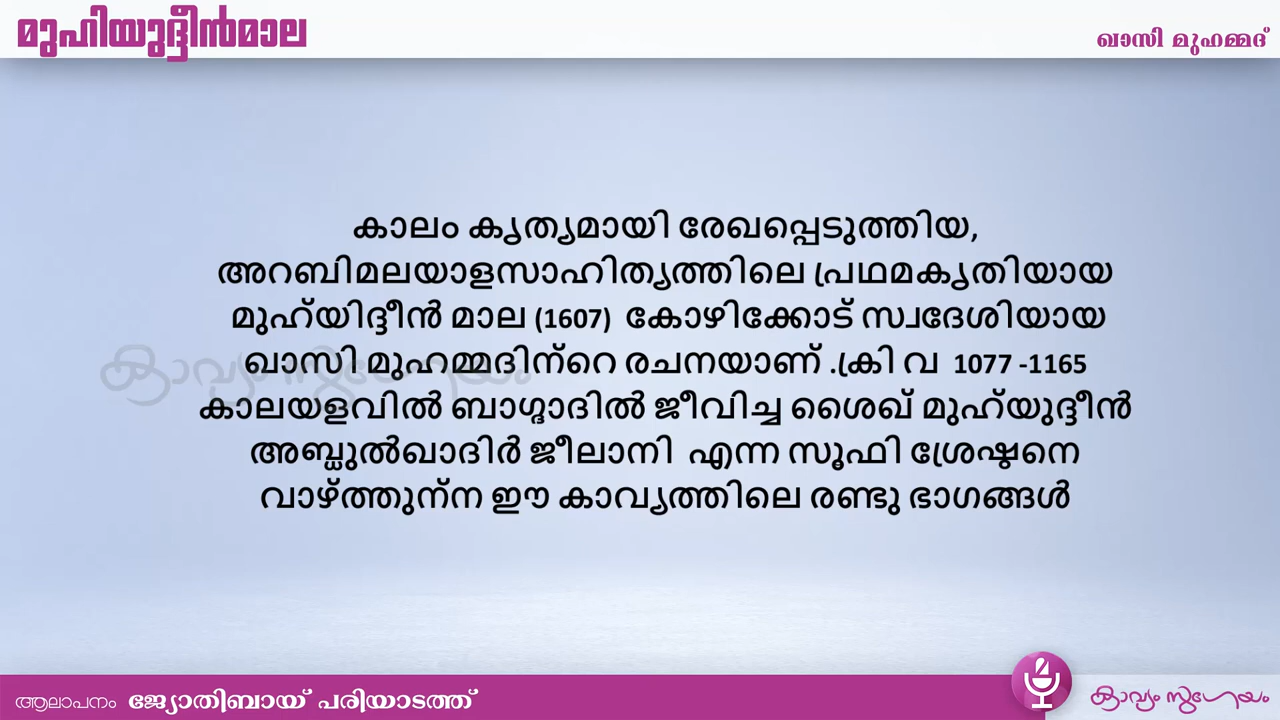 മുഹിയുദ്ദീൻമാല
ഖാസി മുഹമ്മദ്
കാലം കൃത്യമായി രേഖപ്പെടുത്തിയ,
അറബിമലയാളസാഹിത്യത്തിലെ പ്രഥമകൃതിയായ
മുഹ്‌യിദ്ദീൻ മാല (1607) കോഴിക്കോട് സ്വദേശിയായ
ഖാസി മുഹമ്മദിന്‌റെ രചനയാണ് .ക്രി വ 1077 -1165
കാലയളവിൽ ബാഗ്ദാദിൽ ജീവിച്ച ശൈഖ് മുഹ്‌യുദ്ദീൻ
അബ്ദുൽഖാദിർ ജീലാനി എന്ന സൂഫി ശ്രേഷ്ഠനെ
വാഴ്ത്തുന്ന ഈ കാവ്യത്തിലെ രണ്ടു ഭാഗങ്ങൾ
കാവ്യം സുഗേയം
ആലാപനം ജ്യോതിബായ് പരിയാടത്ത്
കാവ്യം സുഗേയം